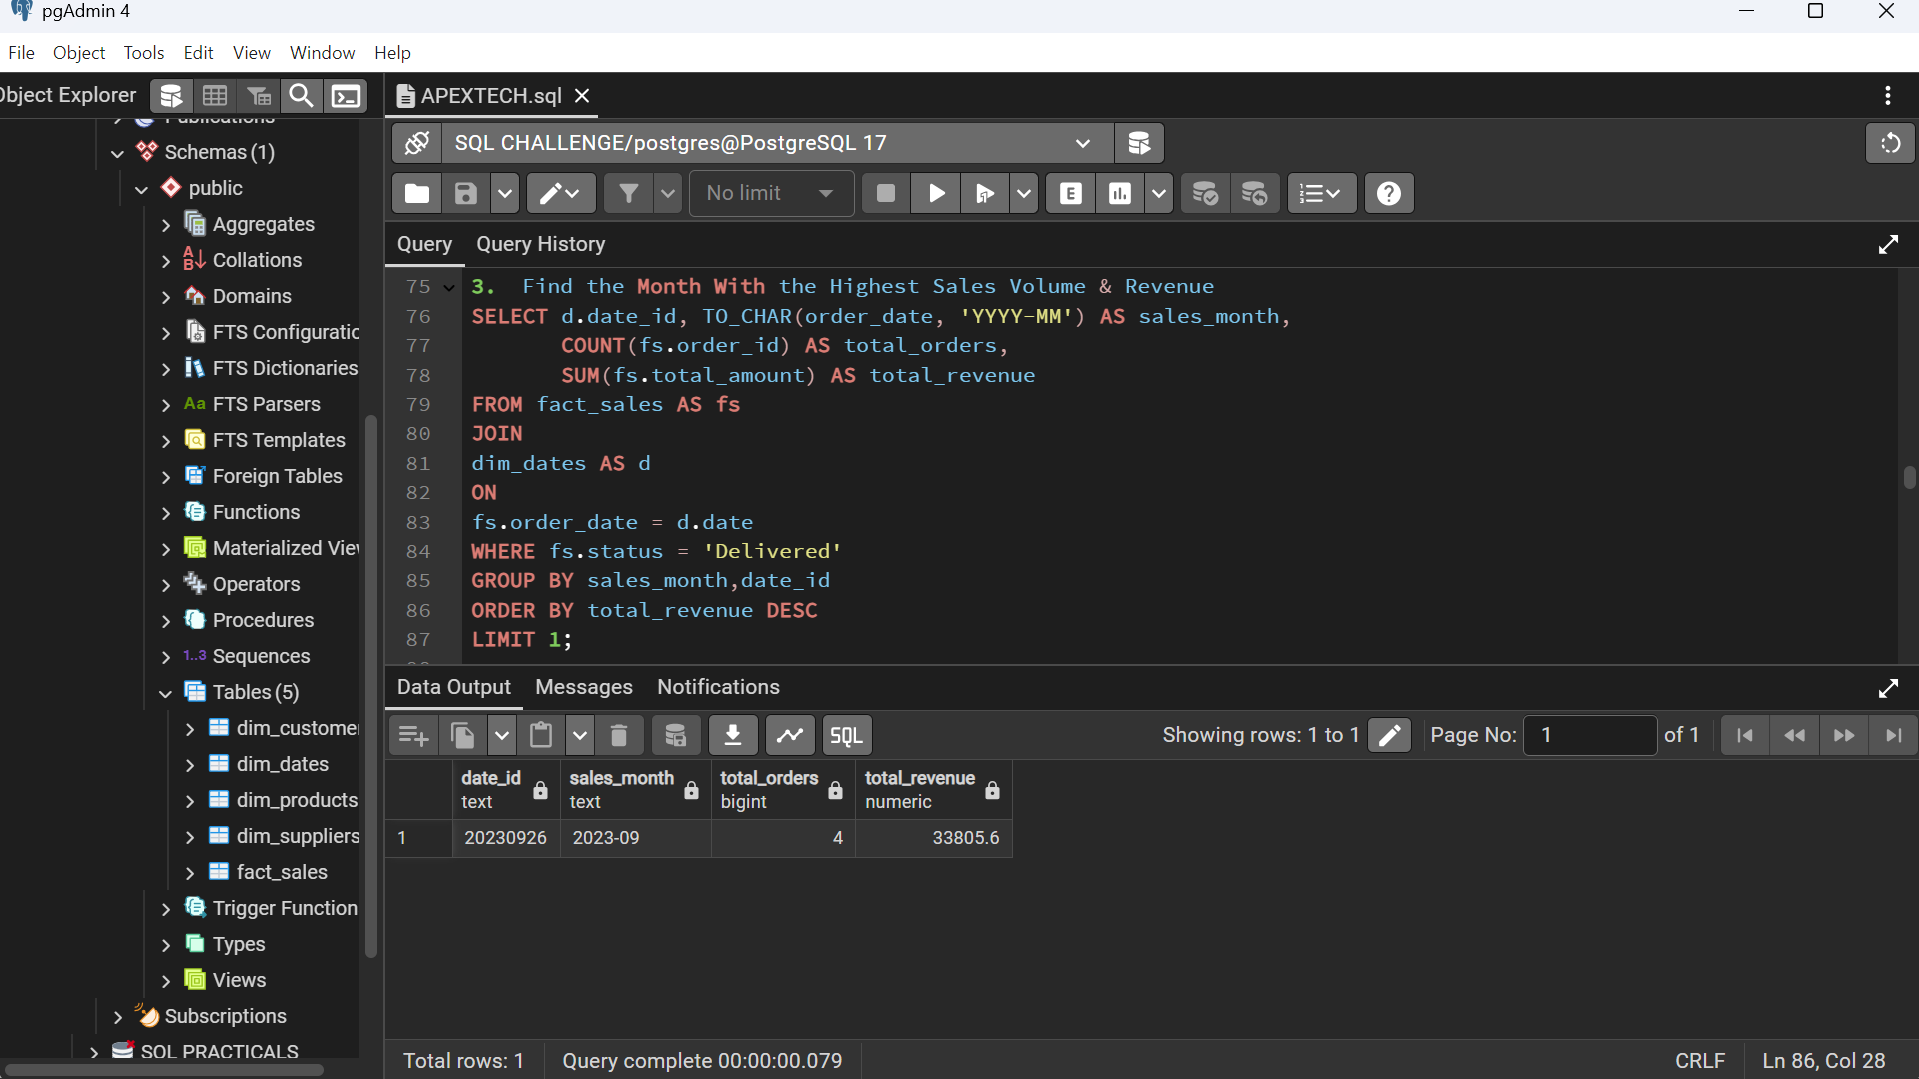 pgAdmin 4
File Object Tools Edit View Window Help
Object Explorer
APEXTECH.sql
Schemas (1)
public
Aggregates
Collations
Domains
FTS Configuratic
FTS Dictionaries
Aa FTS Parsers
FTS Templates
Foreign Tables
Functions
Materialized Vie
Operators
Procedures
1..3 Sequences
Tables (5)
dim_custome
dim_dates
dim_products
dim_suppliers
fact_sales
Trigger Function
Types
Views
Subscriptions
SQL PRACTICALS
SQL CHALLENGE/postgres@PostgreSQL 17
No limit
E
Query Query History
75 3. Find the Month With the Highest Sales Volume & Revenue
76 SELECT d.date_id, TO_CHAR(order_date, 'YYYY-MM') AS sales_month,
77 COUNT(fs.order_id) AS total_orders,
78 SUM(fs.total_amount) AS total_revenue
79 FROM fact_sales AS fs
80 JOIN
81 dim_dates AS d
82 ON
83 fs.order_date = d.date
84 WHERE fs.status = 'Delivered'
85 GROUP BY sales_month,date_id
86 ORDER BY total_revenue DESC
87 LIMIT 1;
Data Output Messages Notifications
SQL
Showing rows: 1 to 1
Page No: 1 of 1
date_id sales_month total_orders total_revenue
text text bigint numeric
1 20230926 2023-09 4 33805.6
Total rows: 1 Query complete 00:00:00.079 CRLF Ln 86, Col 28